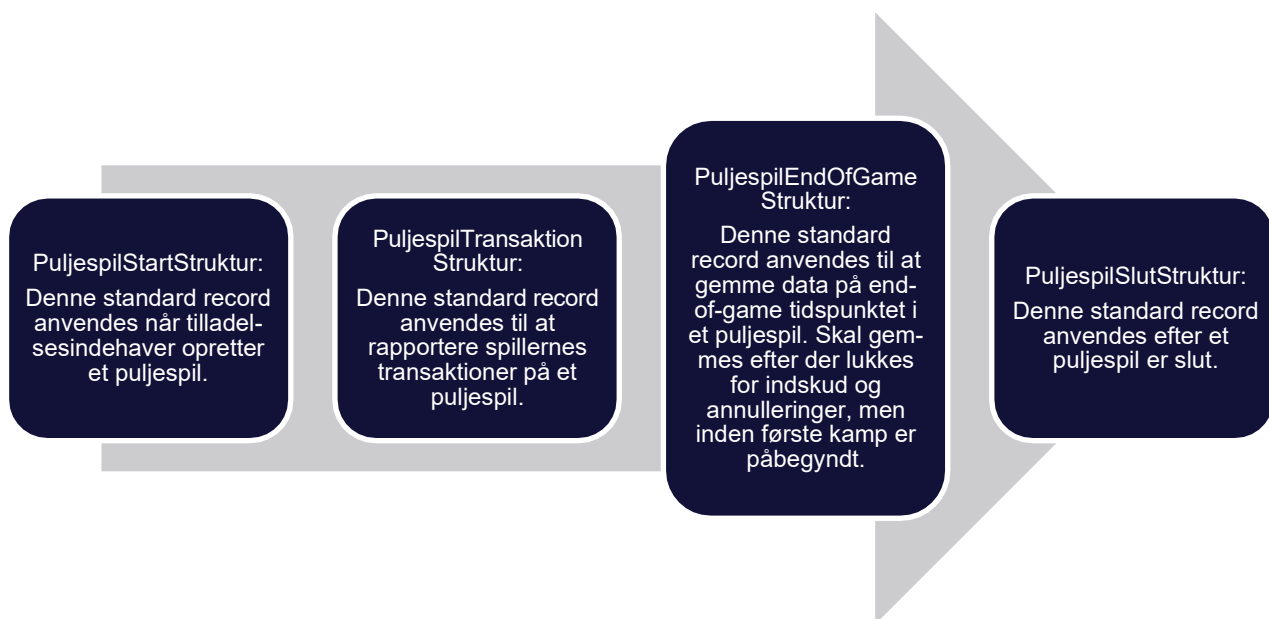 PuljespilStartStruktur:
Denne standard record
anvendes når tilladel-
sesindehaver opretter
et puljespil.
PuljespilTransaktion
Struktur:
Denne standard record
anvendes til at
rapportere spillernes
transaktioner på et
puljespil.
PuljespilEndOfGame
Struktur:
Denne standard
record anvendes til at
gemme data på end-
of-game tidspunktet i
et puljespil. Skal gem-
mes efter der lukkes
for indskud og
annulleringer, men
inden første kamp er
påbegyndt.
PuljespilSlutStruktur:
Denne standard record
anvendes efter et
puljespil er slut.